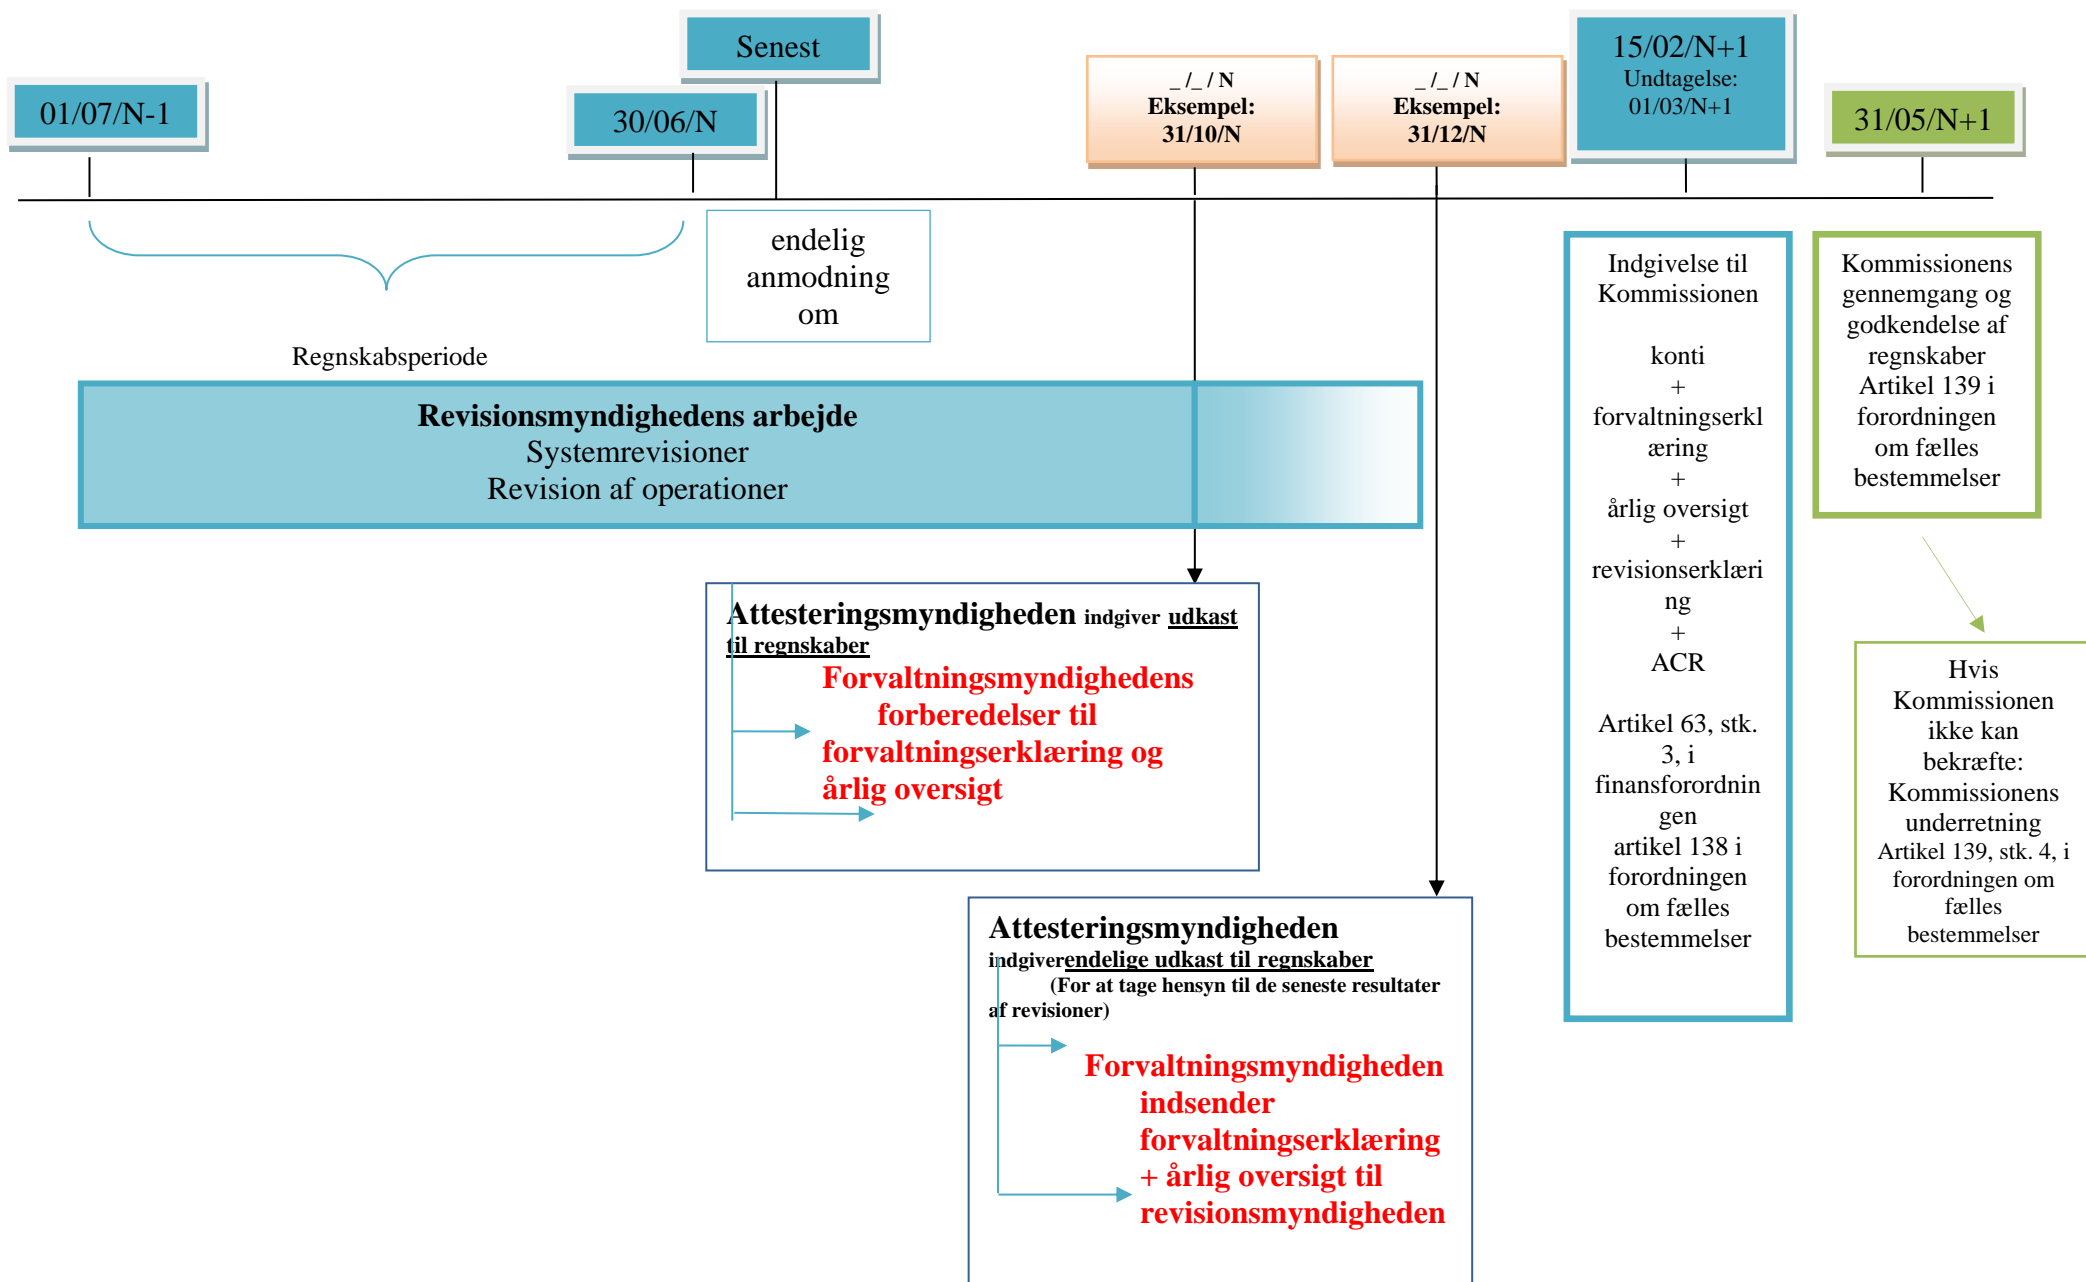 Senest
01/07/N-1
30/06/N
_ /_ / N
Eksempel:
31/10/N
_ /_ / N
Eksempel:
31/12/N
15/02/N+1
Undtagelse:
01/03/N+1
31/05/N+1
endelig
anmodning
om
Regnskabsperiode
Revisionsmyndighedens arbejde
Systemrevisioner
Revision af operationer
Attesteringsmyndigheden indgiver udkast
til regnskaber
Forvaltningsmyndighedens
forberedelser til
forvaltningserklæring og
årlig oversigt
Attesteringsmyndigheden
indgiverendelige udkast til regnskaber
(For at tage hensyn til de seneste resultater
af revisioner)
Forvaltningsmyndigheden
indsender
forvaltningserklæring
+ årlig oversigt til
revisionsmyndigheden
Indgivelse til
Kommissionen
konti
+
forvaltningserkl
æring
+
årlig oversigt
+
revisionserklæri
ng
+
ACR
Artikel 63, stk.
3, i
finansforordnin
gen
artikel 138 i
forordningen
om fælles
bestemmelser
Kommissionens
gennemgang og
godkendelse af
regnskaber
Artikel 139 i
forordningen
om fælles
bestemmelser
Hvis
Kommissionen
ikke kan
bekræfte:
Kommissionens
underretning
Artikel 139, stk. 4, i
forordningen om
fælles
bestemmelser